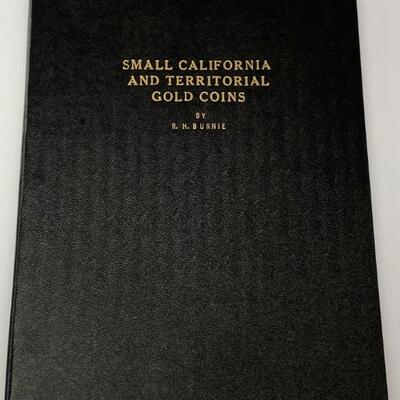 SMALL CALIFORNIA
AND TERRITORIAL
GOLD COINS
BY
R. H. BURNIE